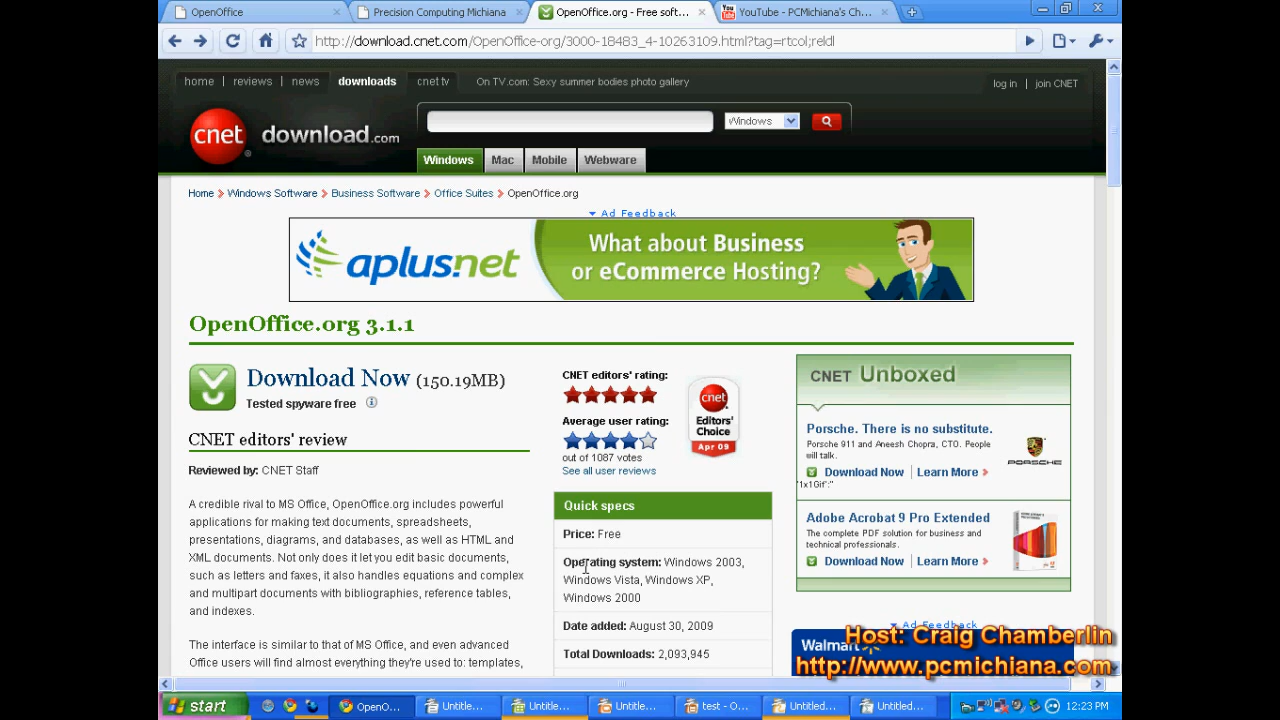 OpenOffice
Precision Computing Michiana
OpenOffice.org - Free soft...
YouTube - PCMichiana's Ch...
http://download.cnet.com/OpenOffice-org/3000-18483_4-10263109.html?tag=rtcol;reldl
home | reviews | news downloads cnet tv On TV.com: Sexy summer bodies photo gallery
log in | join CNET
cnet download.com
Windows
Windows Mac Mobile Webware
Home > Windows Software > Business Software > Office Suites > OpenOffice.org
Ad Feedback
aplus.net
What about Business
or eCommerce Hosting?
OpenOffice.org 3.1.1
Download Now (150.19MB)
Tested spyware free
CNET editors' review
Reviewed by: CNET Staff
A credible rival to MS Office, OpenOffice.org includes powerful
applications for making text documents, spreadsheets,
presentations, diagrams, and databases, as well as HTML and
XML documents. Not only does it let you edit basic documents,
such as letters and faxes, it also handles equations and complex
and multipart documents with bibliographies, reference tables,
and indexes.
The interface is similar to that of MS Office, and even advanced
Office users will find almost everything they're used to: templates,
CNET editors' rating:
Average user rating:
out of 1087 votes
See all user reviews
cnet
Editors'
Choice
Apr 09
Quick specs
Price: Free
Operating system: Windows 2003,
Windows Vista, Windows XP,
Windows 2000
Date added: August 30, 2009
Total Downloads: 2,093,945
CNET Unboxed
Porsche. There is no substitute.
Porsche 911 and Aneesh Chopra, CTO. People
will talk.
Download Now | Learn More >
"1x1Gif":"
PORSCHE
Adobe Acrobat 9 Pro Extended
The complete PDF solution for business and
technical professionals.
Download Now | Learn More >
Ad Feedback
Walmart
Host: Craig Chamberlin
http://www.pcmichiana.com
start
OpenO...
Untitle...
Untitle...
Untitle...
test - O...
Untitled...
Untitled...
12:23 PM